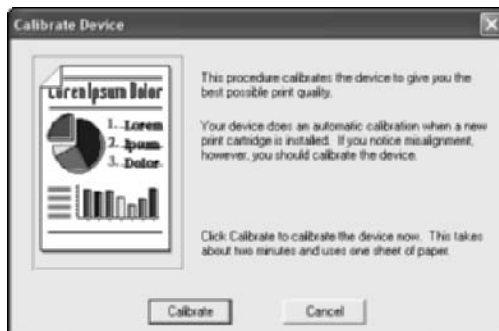 Calibrate Device
Lorem Ipsum Dolor
1. Lorem
2. Ipsum
3. Dolor
This procedure calibrates the device to give you the
best possible print quality.
Your device does an automatic calibration when a new
print cartridge is installed. If you notice misalignment,
however, you should calibrate the device.
Click Calibrate to calibrate the device now. This takes
about two minutes and uses one sheet of paper.
Calibrate
Cancel